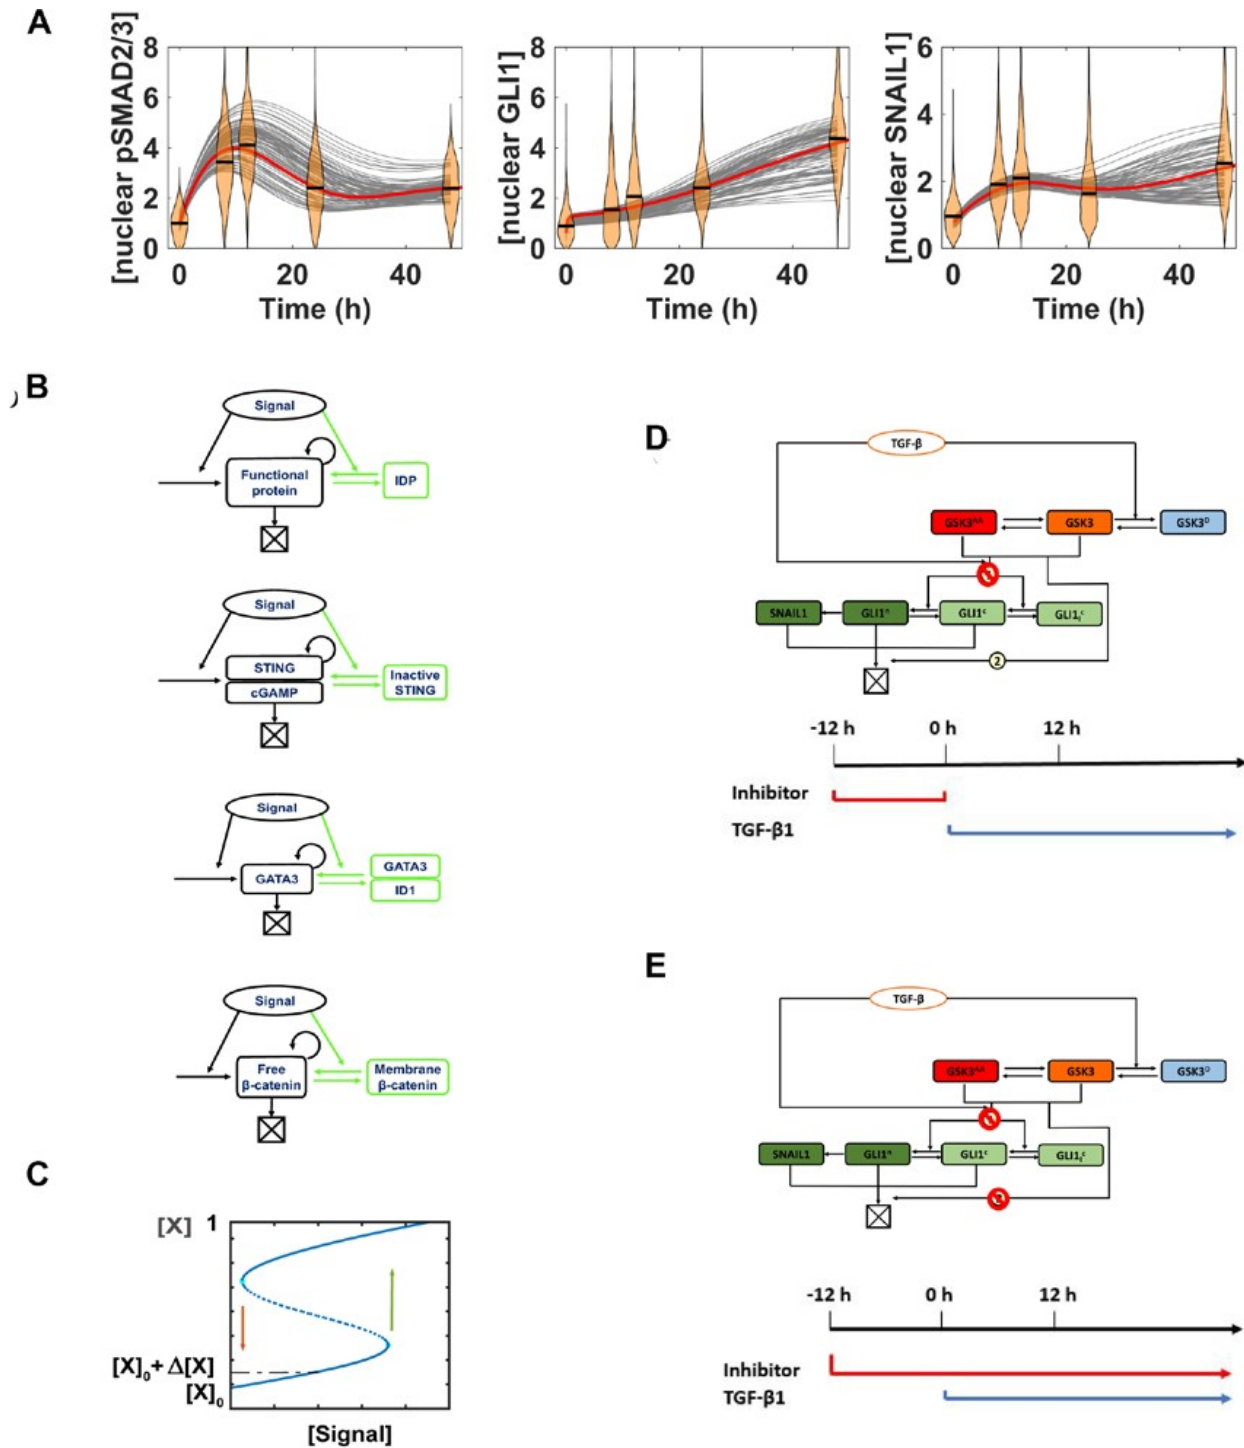 A
[nuclear pSMAD2/3]
8
6
4
2
0
0 20 40
Time (h)
[nuclear GLI1]
8
6
4
2
0
0 20 40
Time (h)
[nuclear SNAIL1]
6
4
2
0
0 20 40
Time (h)
B
Signal
Functional
protein
IDP
Signal
STING
cGAMP
Inactive
STING
Signal
GATA3
GATA3
ID1
Signal
Free
β-catenin
Membrane
β-catenin
C
[X] 1
[X]₀ + Δ[X]
[X]₀
[Signal]
D
TGF-β
GSK3ᴬᴬ GSK3 GSK3ᴰ
SNAIL1 GLI1ⁿ GLI1ᶜ GLI1ᵢᶜ
2
-12 h 0 h 12 h
Inhibitor
TGF-β1
E
TGF-β
GSK3ᴬᴬ GSK3 GSK3ᴰ
SNAIL1 GLI1ⁿ GLI1ᶜ GLI1ᵢᶜ
-12 h 0 h 12 h
Inhibitor
TGF-β1